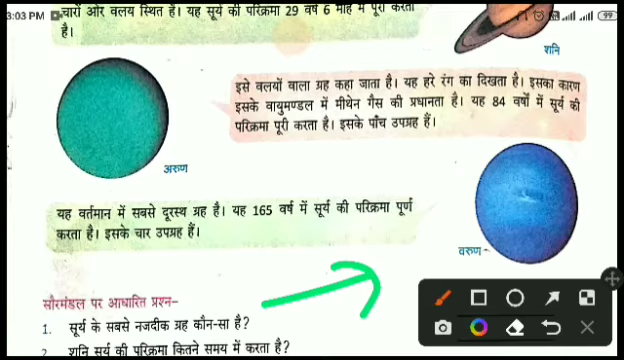 3:03 PM
99
चारों ओर वलय स्थित हैं। यह सूर्य की परिक्रमा 29 वर्ष 6 माह में पूरी करता
है।
शनि
इसे वलयों वाला ग्रह कहा जाता है। यह हरे रंग का दिखता है। इसका कारण
इसके वायुमण्डल में मीथेन गैस की प्रधानता है। यह 84 वर्षों में सूर्य की
परिक्रमा पूरी करता है। इसके पाँच उपग्रह हैं।
अरुण
यह वर्तमान में सबसे दूरस्थ ग्रह है। यह 165 वर्ष में सूर्य की परिक्रमा पूर्ण
करता है। इसके चार उपग्रह हैं।
वरुण
सौरमंडल पर आधारित प्रश्न–
1. सूर्य के सबसे नजदीक ग्रह कौन-सा है?
2. शनि सूर्य की परिक्रमा कितने समय में करता है?